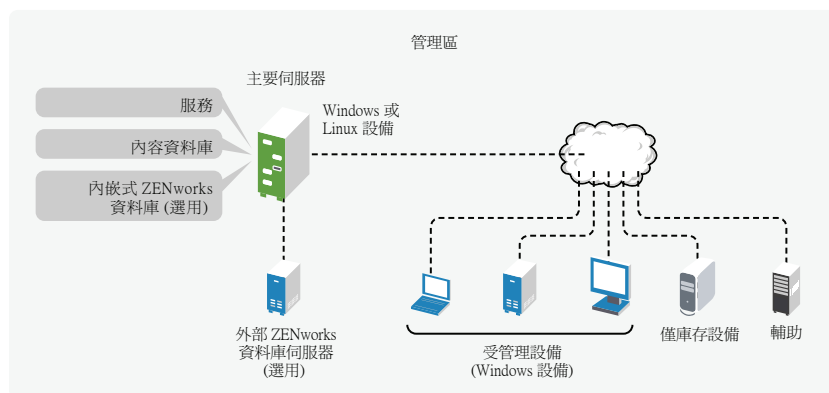 管理區
主要伺服器
服務
內容資料庫
內嵌式 ZENworks
資料庫 (選用)
Windows 或
Linux 設備
外部 ZENworks
資料庫伺服器
(選用)
受管理設備
(Windows 設備)
僅庫存設備
輔助